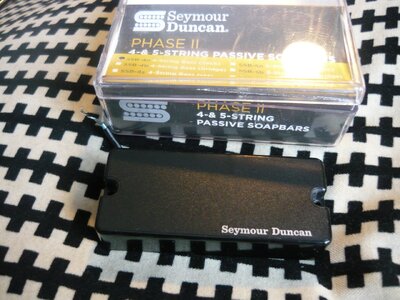 Seymour
Duncan.
PHASE II
4-& 5-STRING PASSIVE SOAPBARS
PHASE II
4-& 5-STRING
PASSIVE SOAPBARS
Seymour Duncan